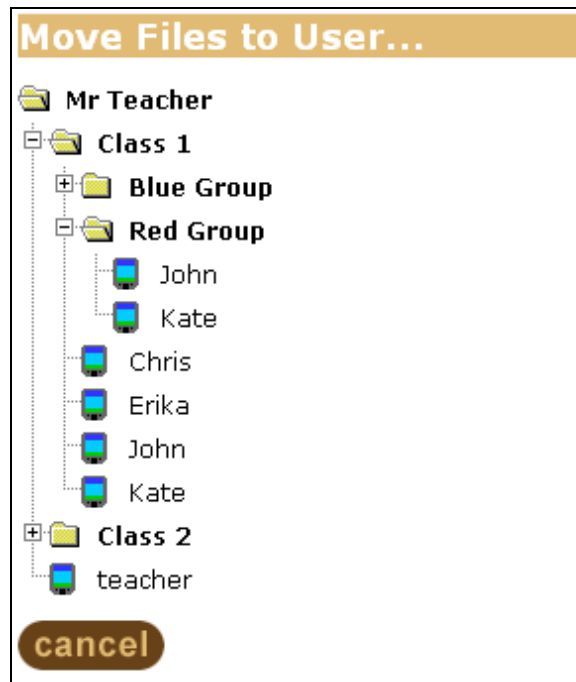 Move Files to User...
Mr Teacher
Class 1
Blue Group
Red Group
John
Kate
Chris
Erika
John
Kate
Class 2
teacher
cancel